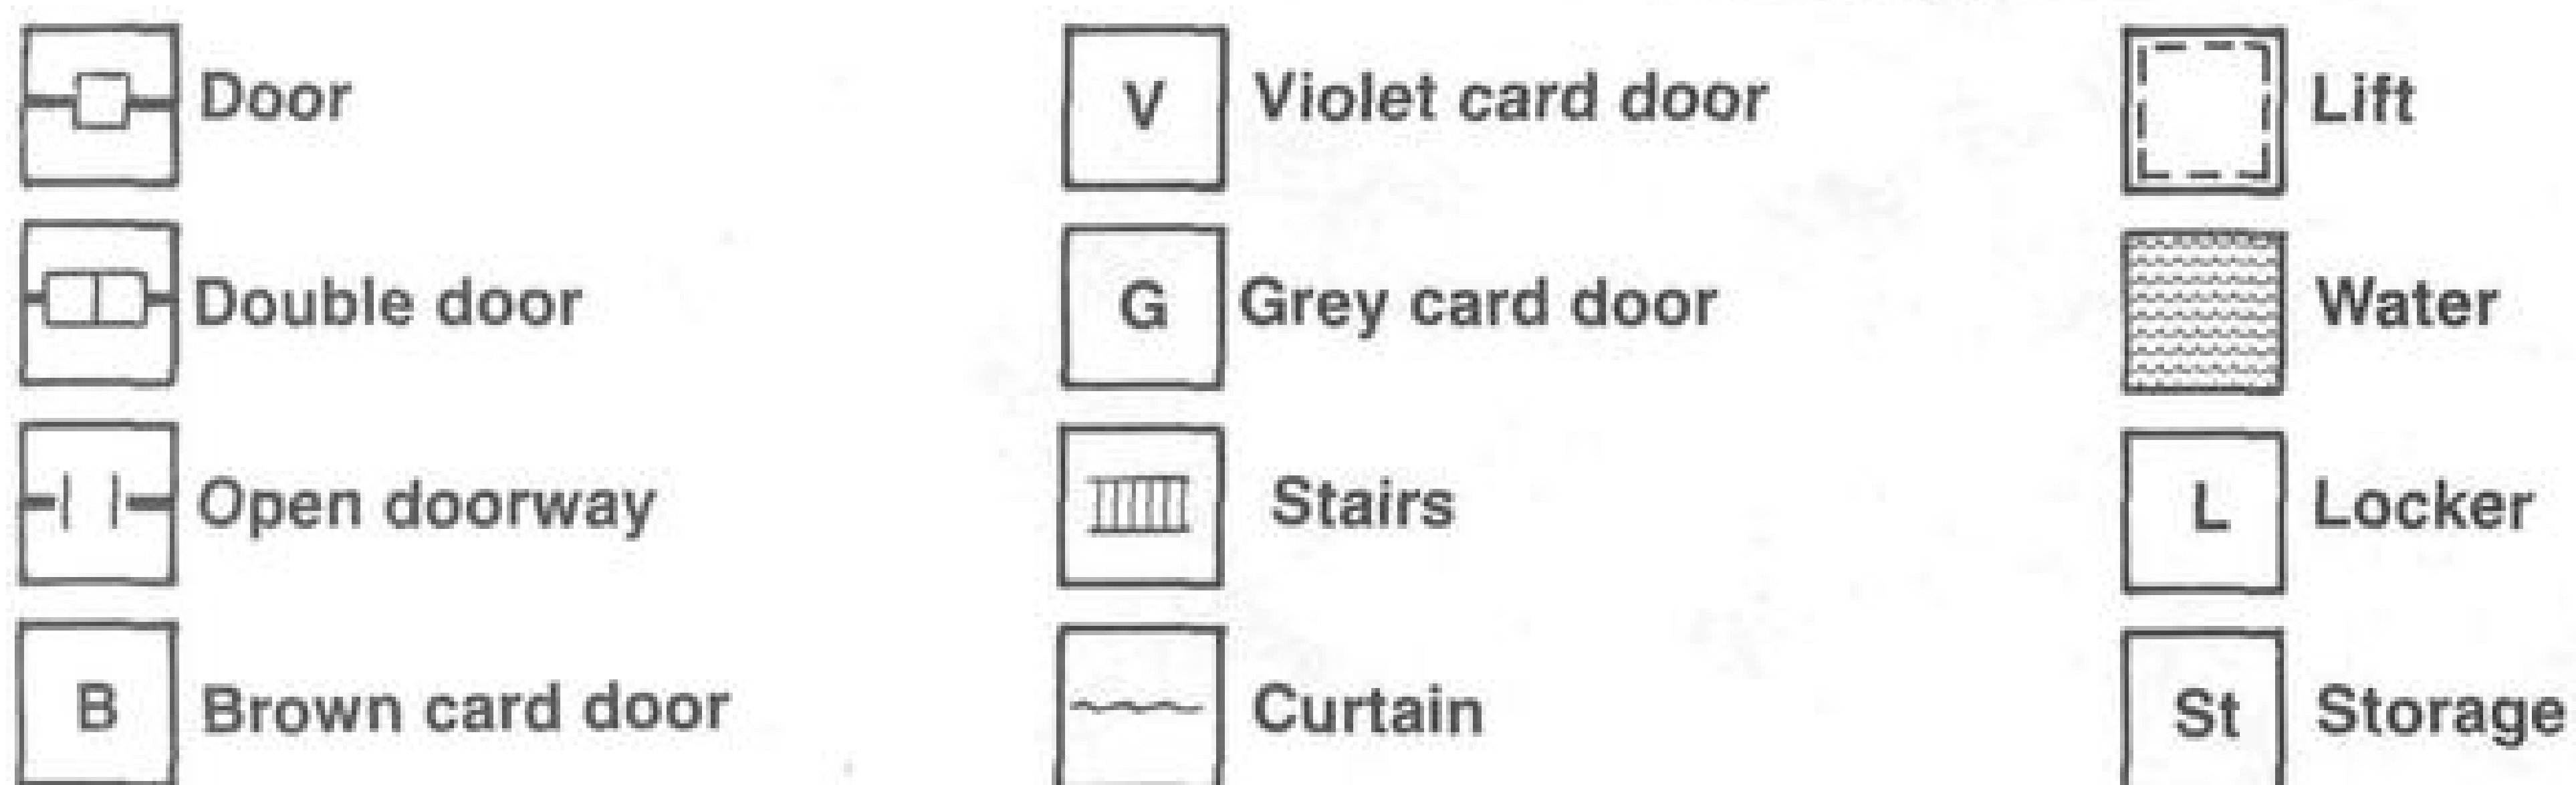 Door
Double door
Open doorway
B Brown card door
V Violet card door
G Grey card door
Stairs
Curtain
Lift
Water
L Locker
St Storage